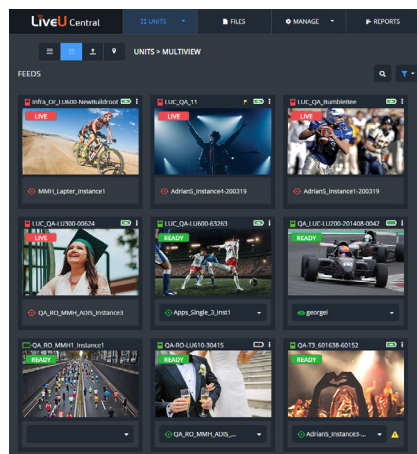 LiveU Central
UNITS
FILES
MANAGE
REPORTS
UNITS > MULTIVIEW
FEEDS
Infra_Or_LU600-NewBuildroot
LIVE
MMH_Lapter_Instance1
LUC_QA_11
LIVE
AdrianS_Instance4-200319
LUC_QA_BumbleBee
LIVE
AdrianS_Instance1-200319
LUC_QA-LU300-00624
LIVE
QA_RO_MMH_ADIS_Instance3
LUC_QA-LU600-63263
READY
Apps_Single_3_Inst1
QA_LUC-LU200-201408-0042
READY
georgel
QA_RO_MMH1_Instance1
READY
QA-RO-LU610-30415
READY
QA_RO_MMH_ADIS_...
QA-T3_601638-60152
READY
AdrianS_Instance3-...